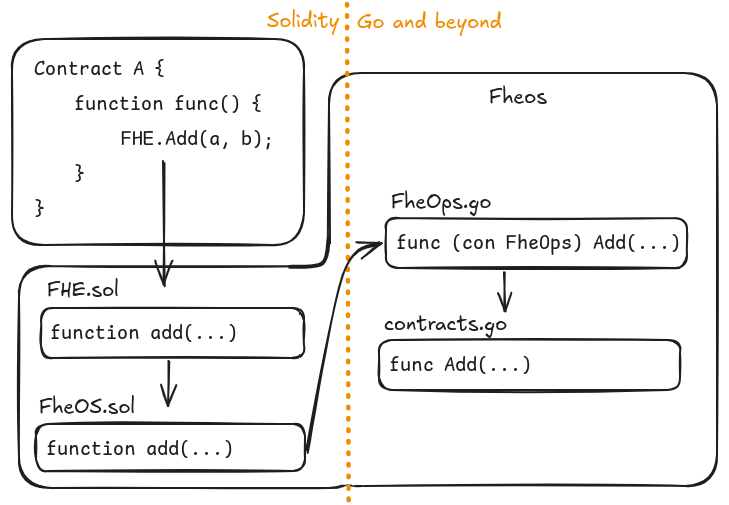 Solidity
Go and beyond
Contract A {
function func() {
FHE.Add(a, b);
}
}
Fheos
FHE.sol
function add(...)
FheOS.sol
function add(...)
FheOps.go
func (con FheOps) Add(...)
contracts.go
func Add(...)